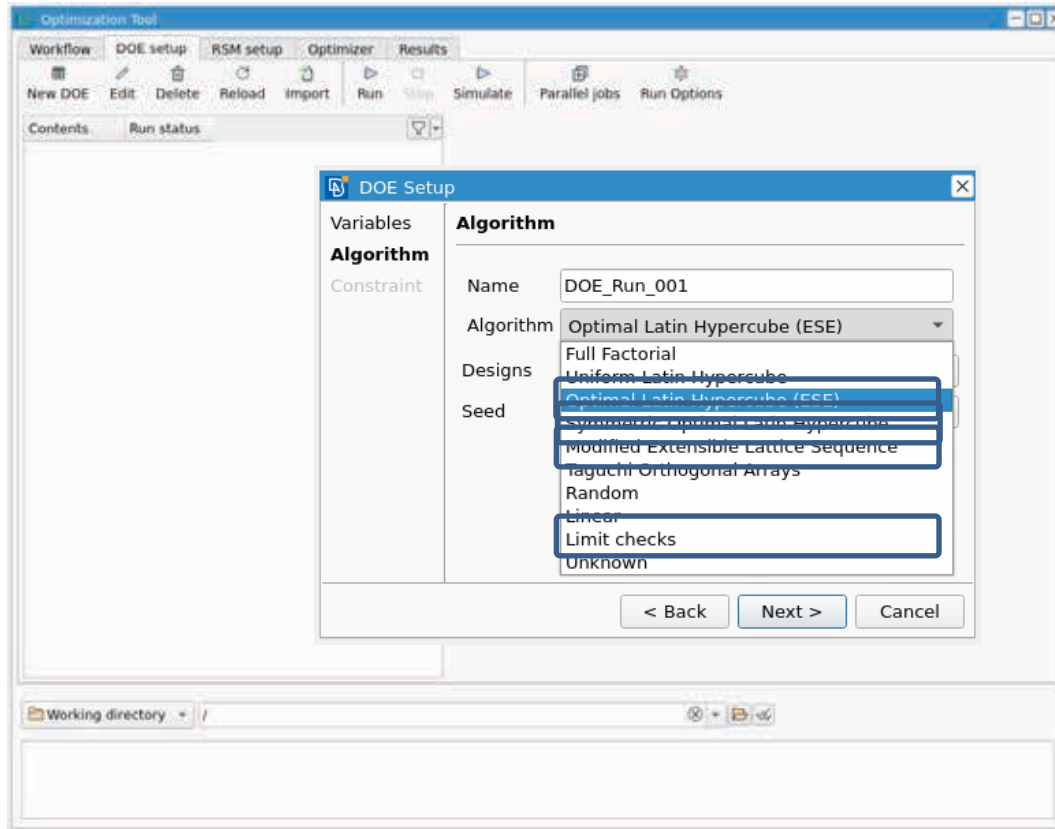 Optimization Tool
Workflow DOE setup RSM setup Optimizer Results
New DOE Edit Delete Reload Import Run Stop Simulate Parallel jobs Run Options
Contents Run status
DOE Setup
Variables
Algorithm
Algorithm
Constraint
Name DOE_Run_001
Algorithm Optimal Latin Hypercube (ESE)
Full Factorial
Designs
Uniform Latin Hypercube
Optimal Latin Hypercube (ESE)
Seed
Symmetric Optimal Latin Hypercube
Modified Extensible Lattice Sequence
Taguchi Orthogonal Arrays
Random
Linear
Limit checks
Unknown
< Back Next > Cancel
Working directory /